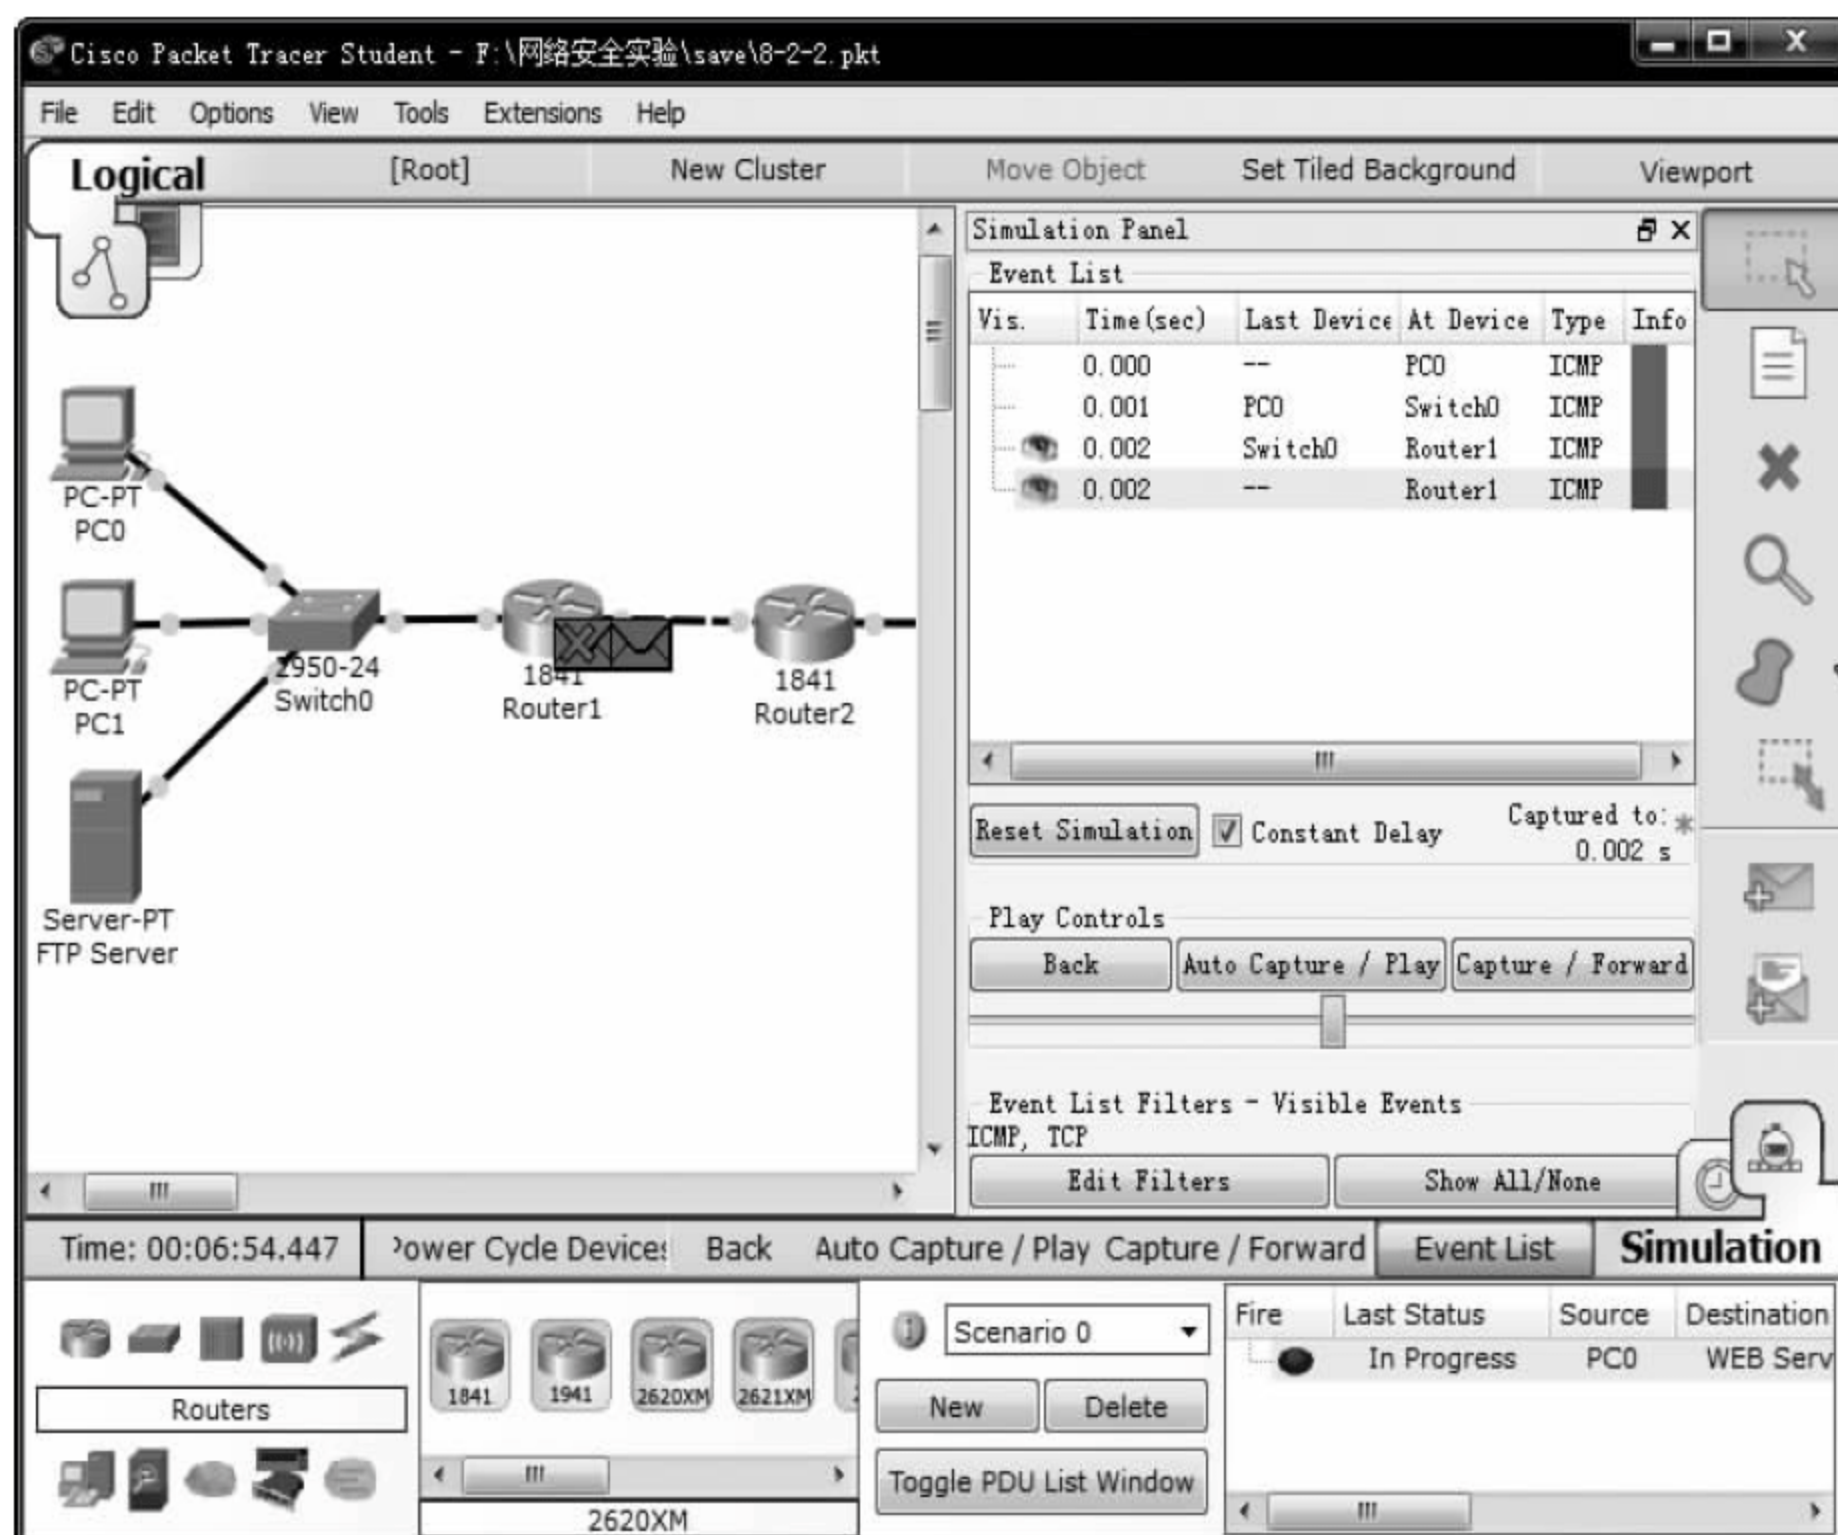 Cisco Packet Tracer Student - F:\网络安全实验\save\8-2-2.pkt
File Edit Options View Tools Extensions Help
Logical [Root] New Cluster Move Object Set Tiled Background Viewport
PC-PT
PC0
PC-PT
PC1
Server-PT
FTP Server
2950-24
Switch0
1841
Router1
1841
Router2
Simulation Panel
Event List
Vis. Time(sec) Last Device At Device Type Info
0.000 -- PC0 ICMP
0.001 PC0 Switch0 ICMP
0.002 Switch0 Router1 ICMP
0.002 -- Router1 ICMP
Reset Simulation Constant Delay Captured to: *
0.002 s
Play Controls
Back Auto Capture / Play Capture / Forward
Event List Filters - Visible Events
ICMP, TCP
Edit Filters Show All/None
Time: 00:06:54.447 Power Cycle Devices Back Auto Capture / Play Capture / Forward Event List Simulation
Routers
1841 1941 2620XM 2621XM
2620XM
Scenario 0
New Delete
Toggle PDU List Window
Fire Last Status Source Destination
In Progress PC0 WEB Serv